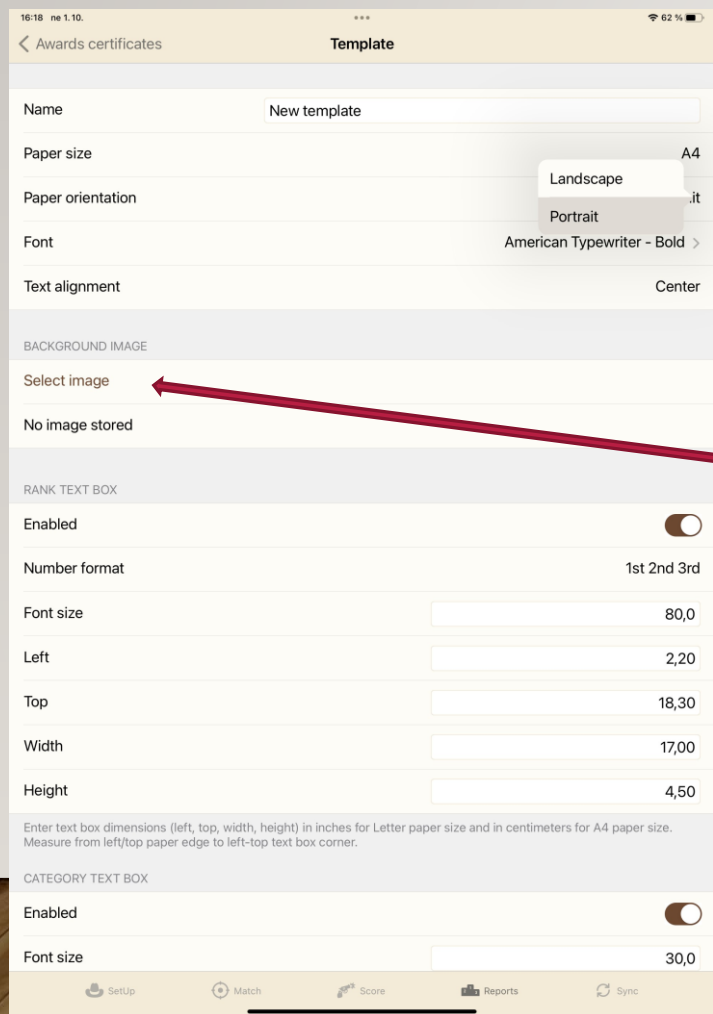 16:18 ne 1. 10. 62 %
Awards certificates Template
Name New template
Paper size A4
Landscape
Paper orientation .it
Portrait
Font American Typewriter - Bold
Text alignment Center
BACKGROUND IMAGE
Select image
No image stored
RANK TEXT BOX
Enabled
Number format 1st 2nd 3rd
Font size 80,0
Left 2,20
Top 18,30
Width 17,00
Height 4,50
Enter text box dimensions (left, top, width, height) in inches for Letter paper size and in centimeters for A4 paper size.
Measure from left/top paper edge to left-top text box corner.
CATEGORY TEXT BOX
Enabled
Font size 30,0
SetUp Match Score Reports Sync